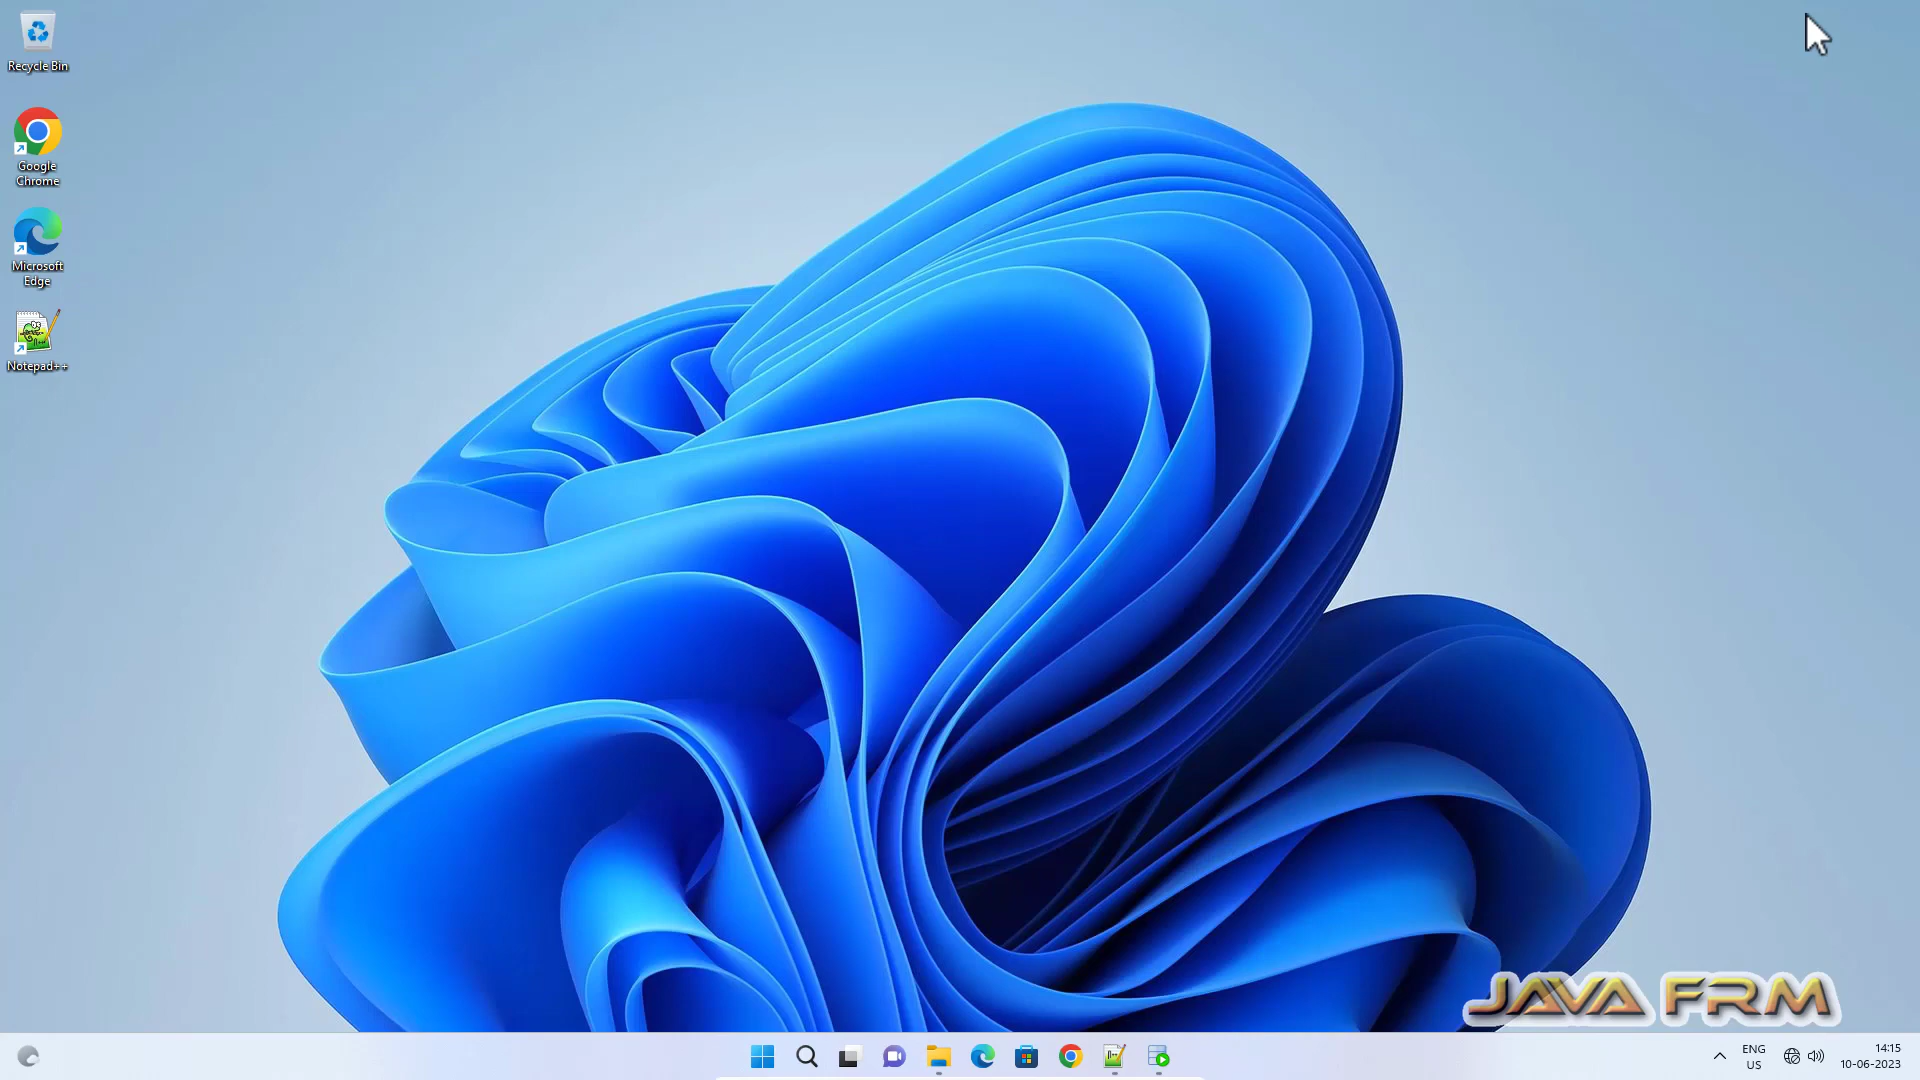 Recycle Bin
Google
Chrome
Microsoft
Edge
Notepad++
JAVA FRM
ENG
US
14:15
10-06-2023